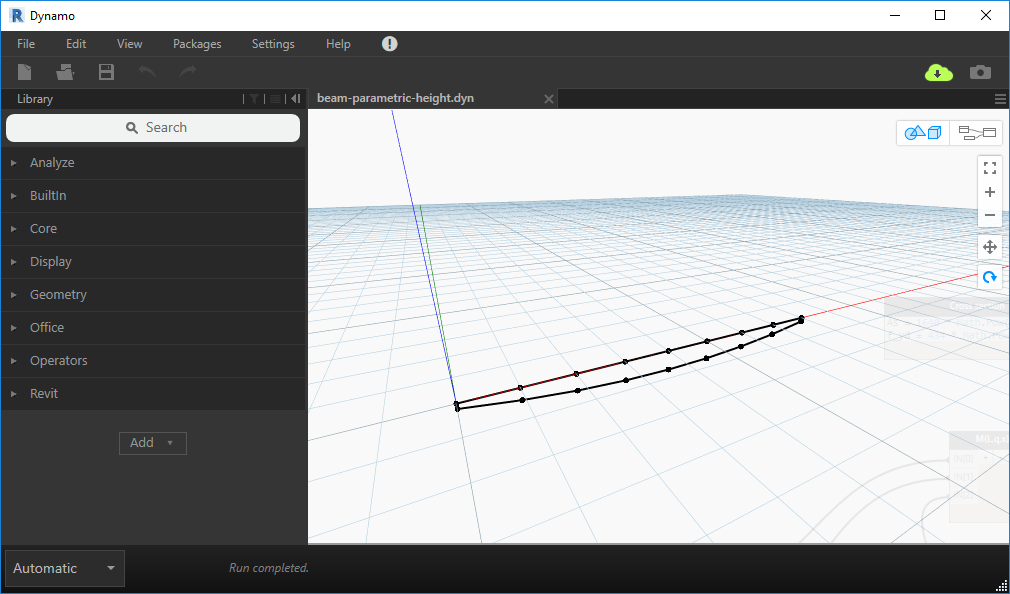 Dynamo
File Edit View Packages Settings Help
Library
beam-parametric-height.dyn
Search
Analyze
BuiltIn
Core
Display
Geometry
Office
Operators
Revit
Add
Automatic
Run completed.